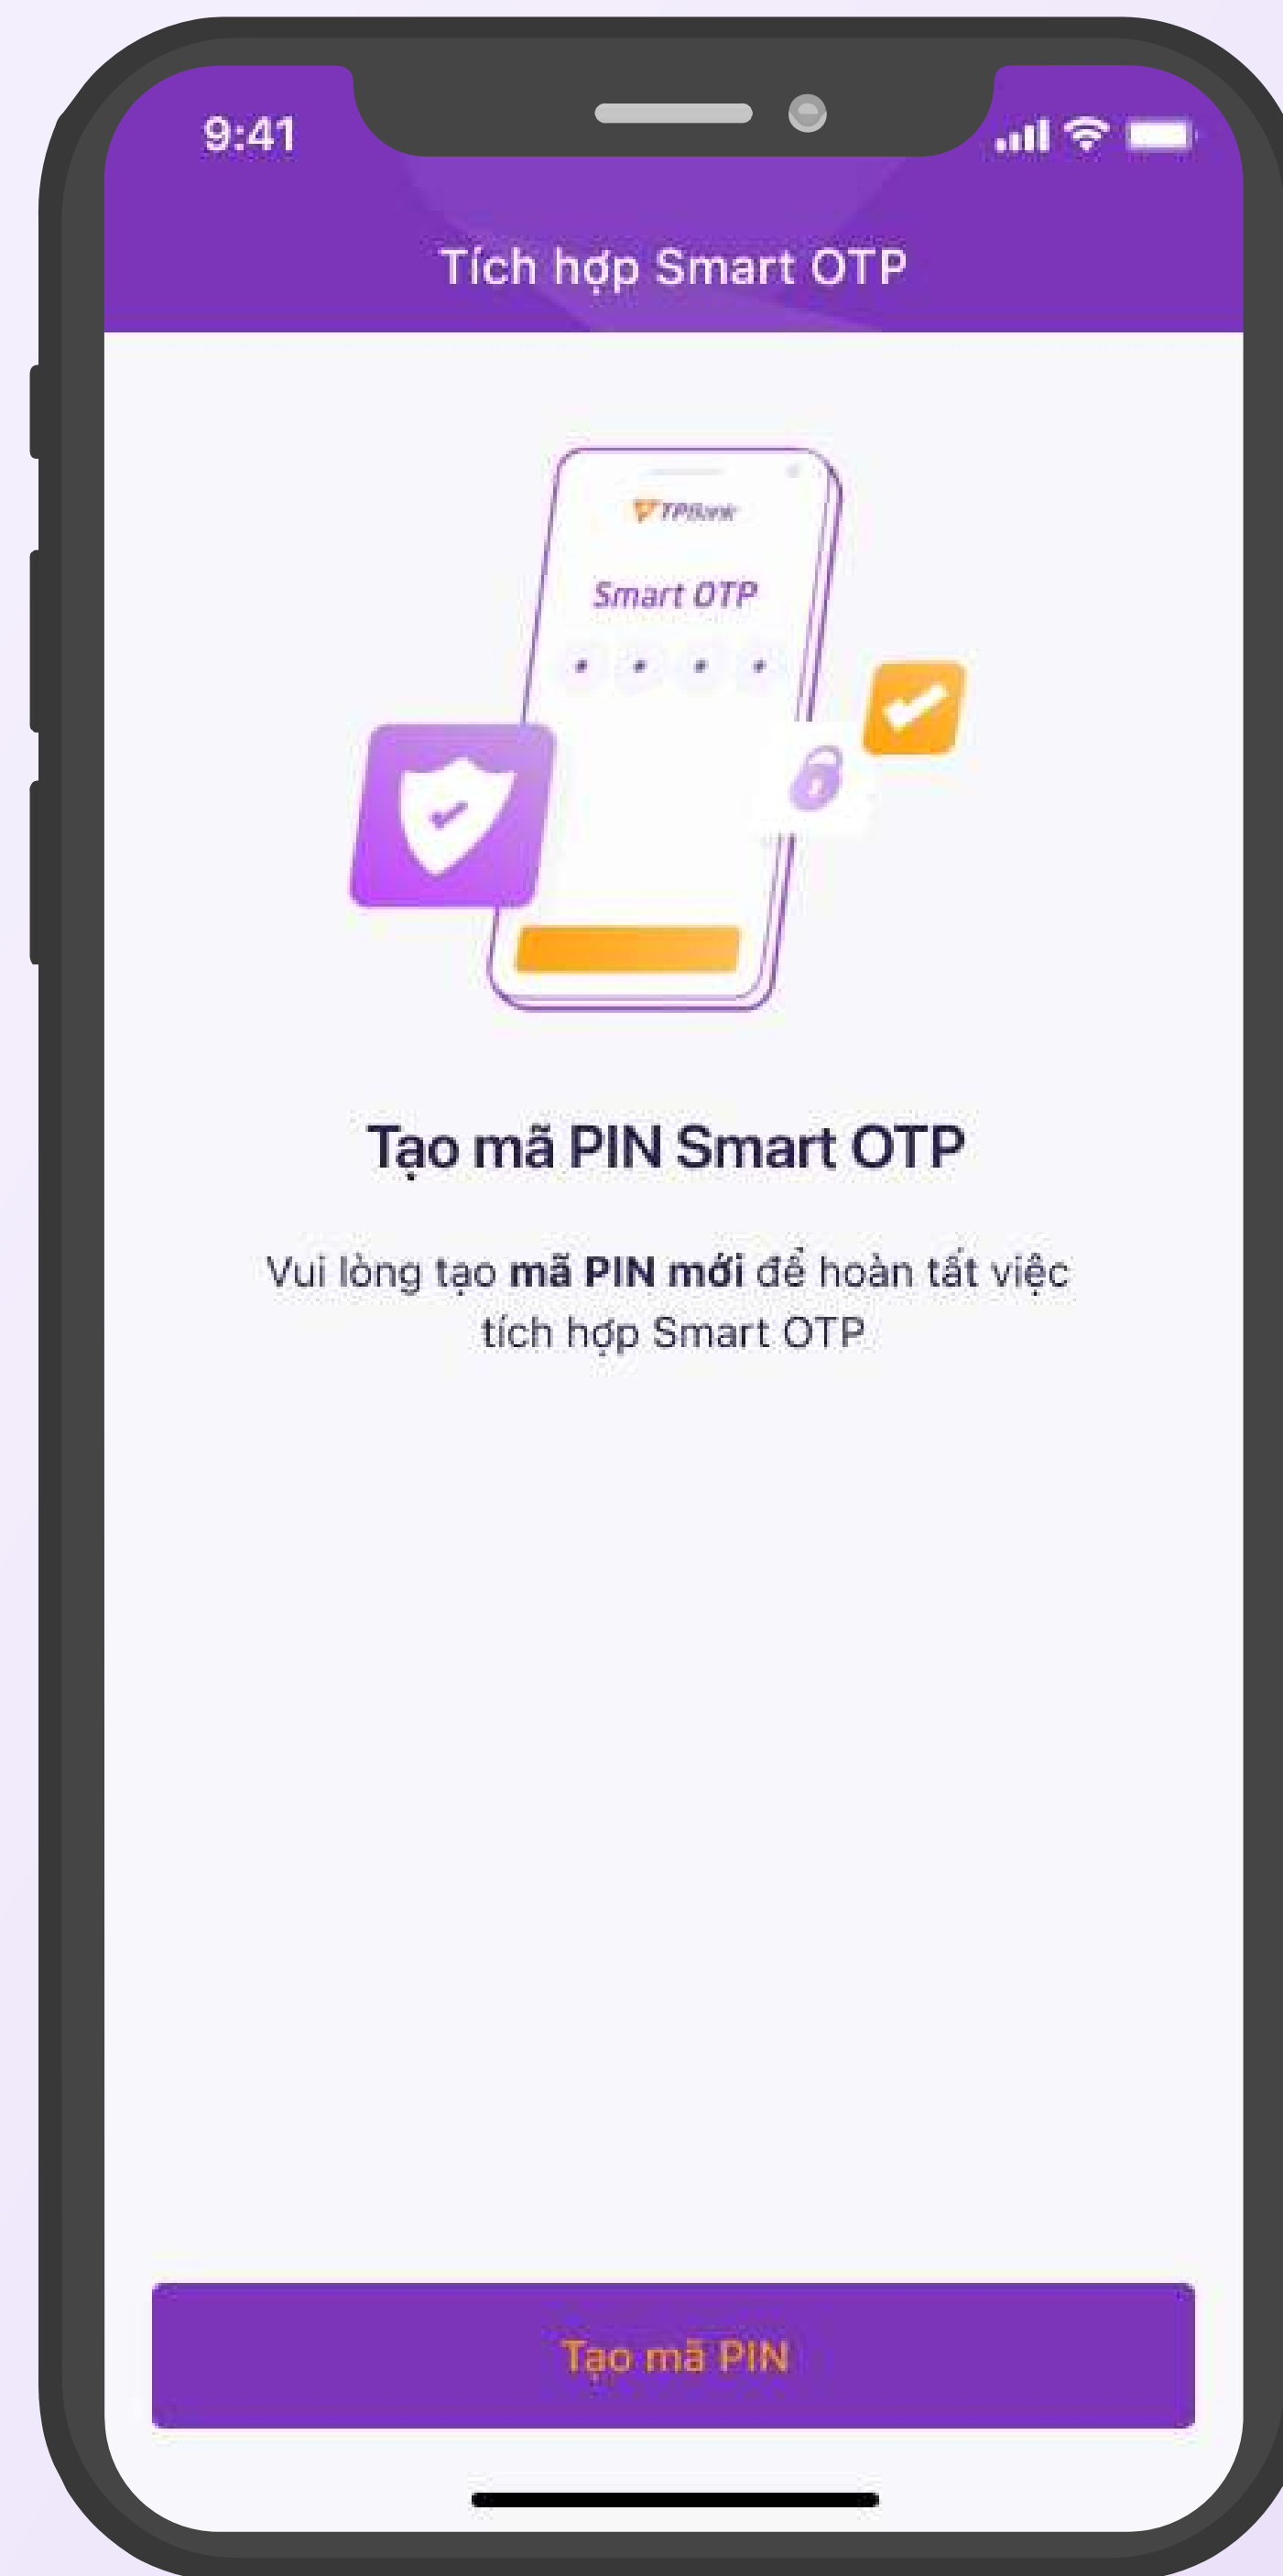 9:41
Tích hợp Smart OTP
TPBank
Smart OTP
Tạo mã PIN Smart OTP
Vui lòng tạo mã PIN mới để hoàn tất việc
tích hợp Smart OTP
Tạo mã PIN